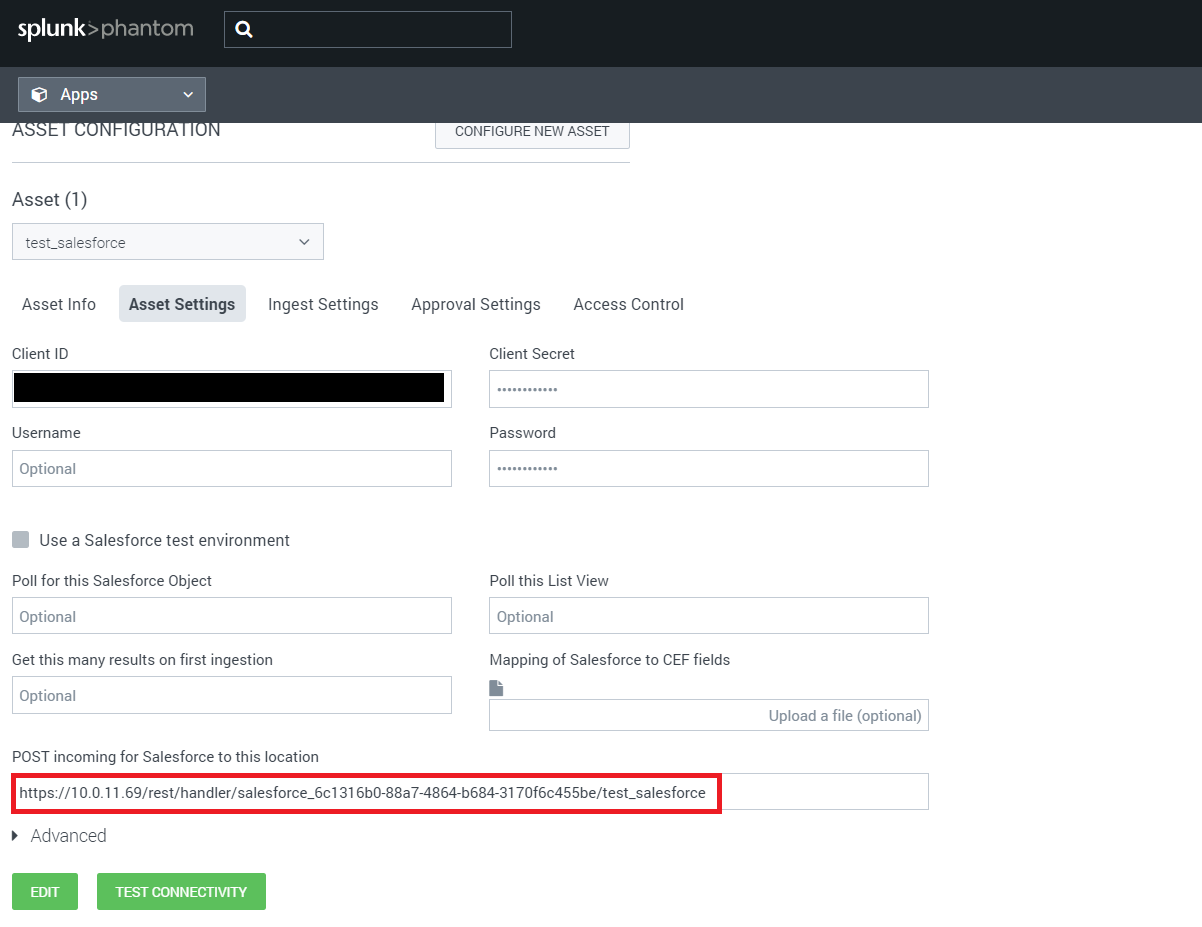 splunk>phantom
Apps
ASSET CONFIGURATION
CONFIGURE NEW ASSET
Asset (1)
test_salesforce
Asset Info Asset Settings Ingest Settings Approval Settings Access Control
Client ID Client Secret
••••••••••••
Username Password
Optional ••••••••••••
Use a Salesforce test environment
Poll for this Salesforce Object Poll this List View
Optional Optional
Get this many results on first ingestion Mapping of Salesforce to CEF fields
Optional
Upload a file (optional)
POST incoming for Salesforce to this location
https://10.0.11.69/rest/handler/salesforce_6c1316b0-88a7-4864-b684-3170f6c455be/test_salesforce
Advanced
EDIT TEST CONNECTIVITY